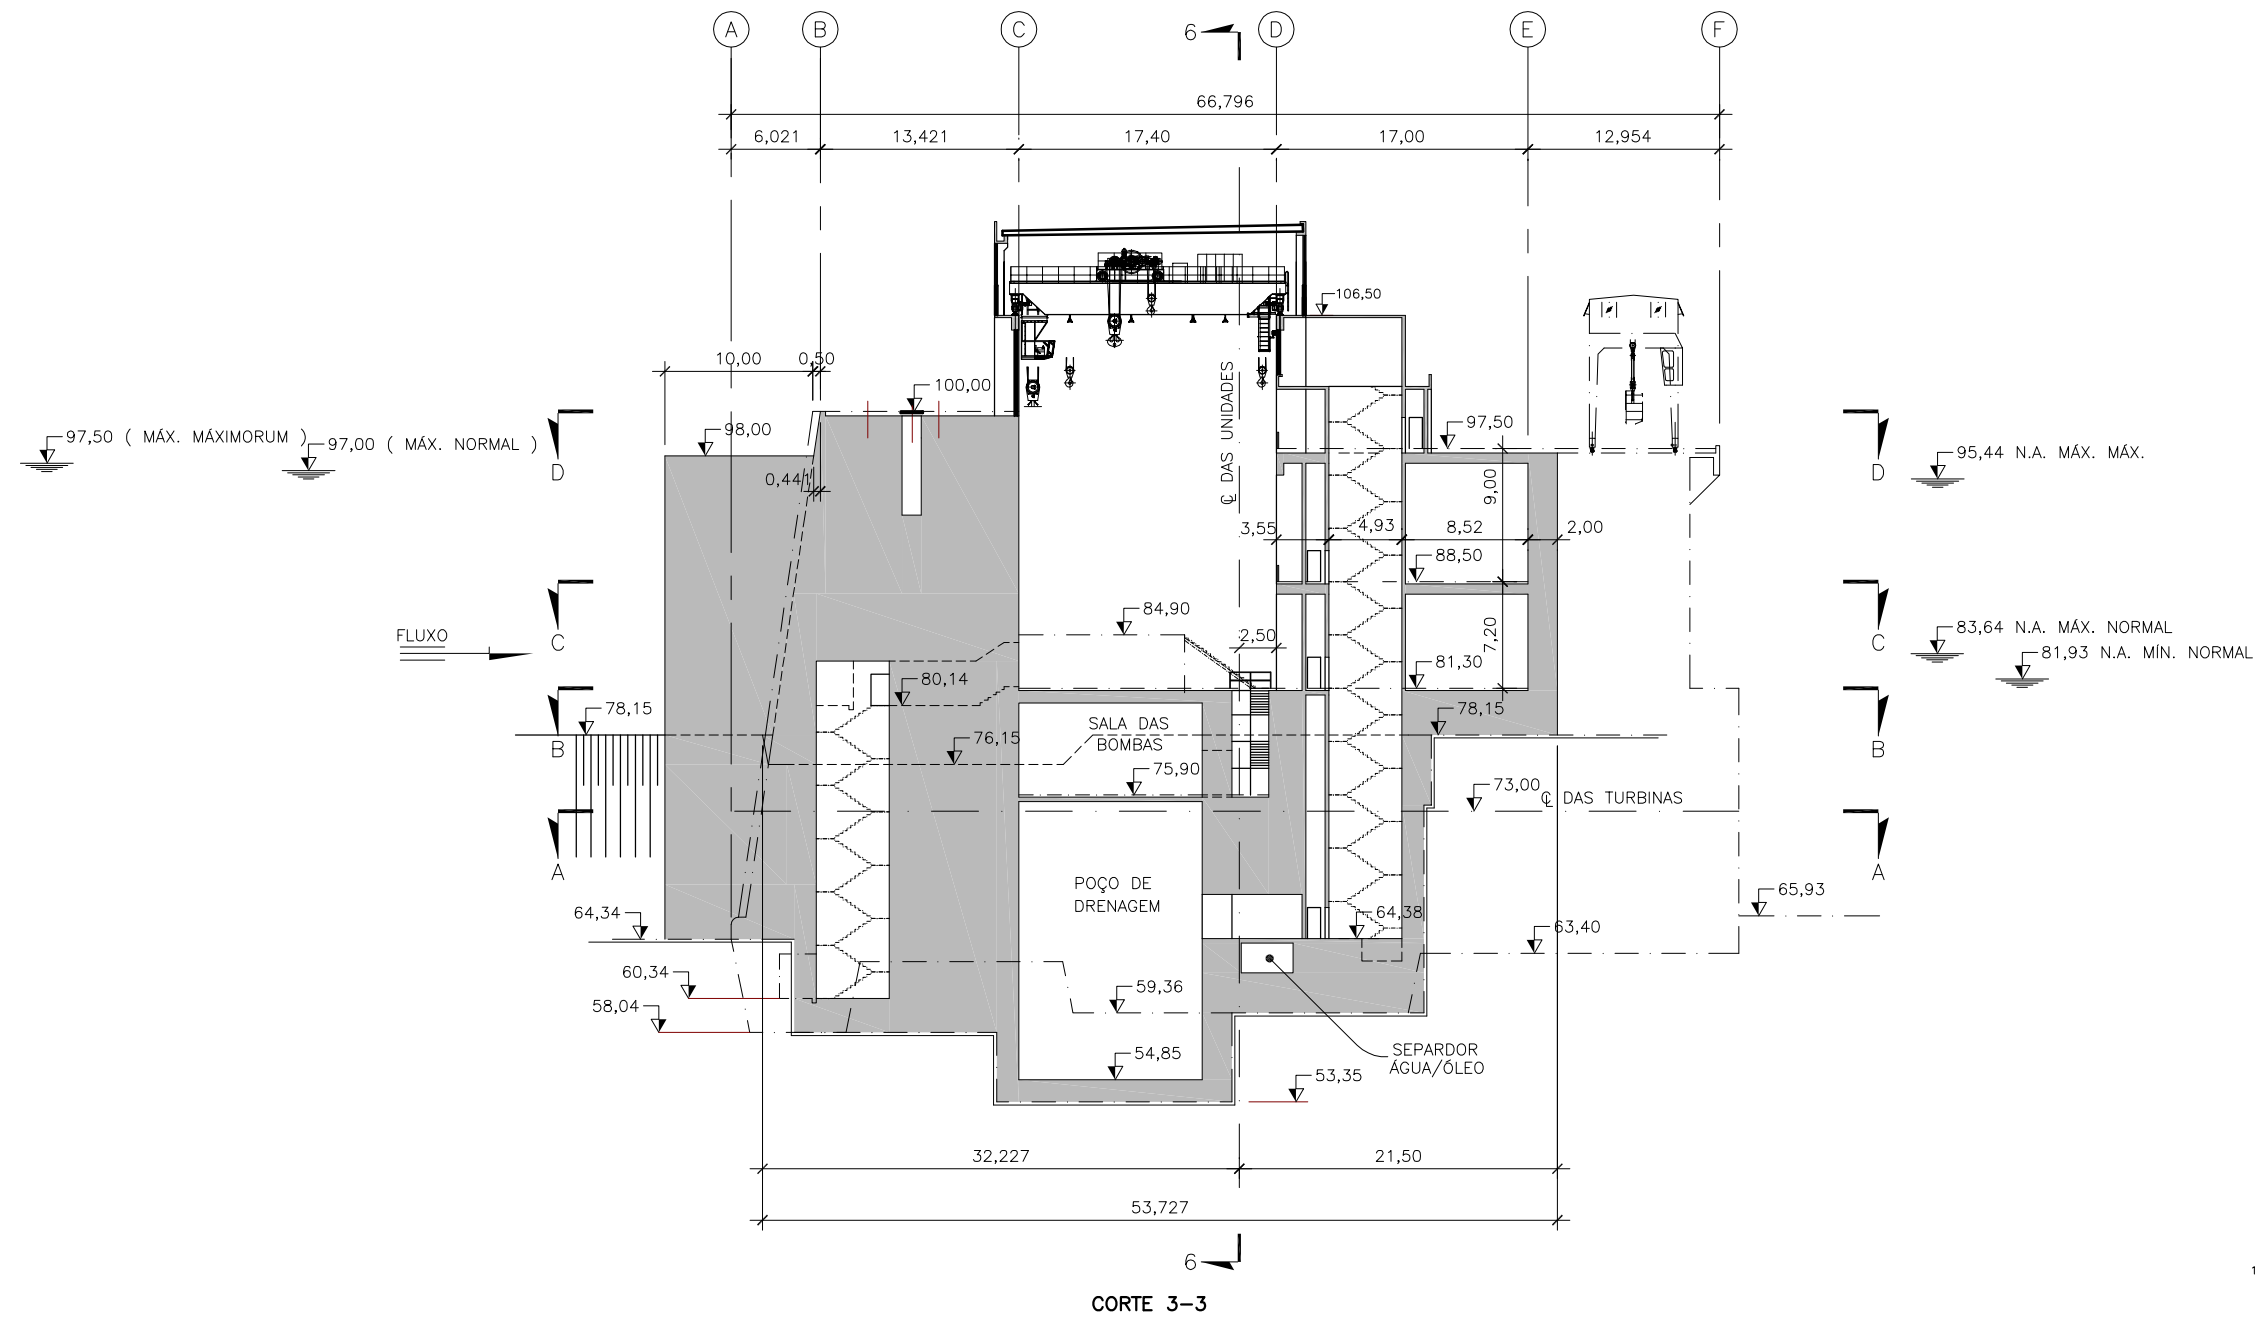 A B C 6 D E F
66,796
6,021 13,421 17,40 17,00 12,954
106,50
10,00 0,50
100,00
℄ DAS UNIDADES
97,50 ( MÁX. MÁXIMORUM )
97,00 ( MÁX. NORMAL )
98,00
97,50
D
0,441
9,00
95,44 N.A. MÁX. MÁX.
D
3,55 4,93 8,52 2,00
88,50
84,90
2,50
7,20
FLUXO
C
83,64 N.A. MÁX. NORMAL
C
81,93 N.A. MÍN. NORMAL
81,30
80,14
78,15
B
76,15
SALA DAS
BOMBAS
78,15
B
75,90
73,00
℄ DAS TURBINAS
A
POÇO DE
DRENAGEM
A
65,93
64,34
64,38
63,40
60,34
59,36
58,04
54,85
SEPARDOR
ÁGUA/ÓLEO
53,35
32,227 21,50
53,727
6
1
CORTE 3-3